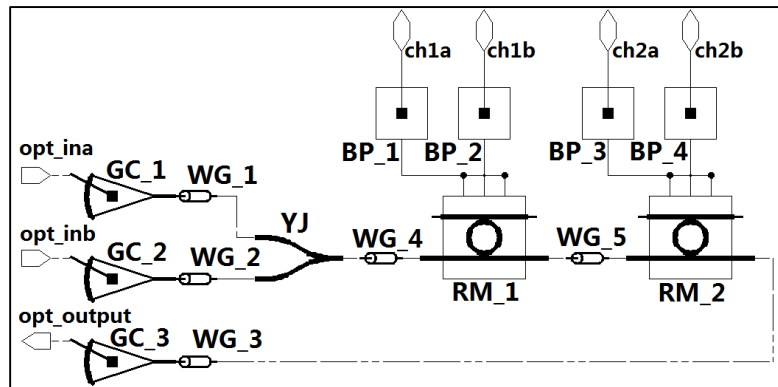 ch1a ch1b ch2a ch2b
BP_1 BP_2 BP_3 BP_4
opt_ina
GC_1 WG_1
opt_inb
GC_2 WG_2 YJ WG_4 RM_1 WG_5 RM_2
opt_output
GC_3 WG_3